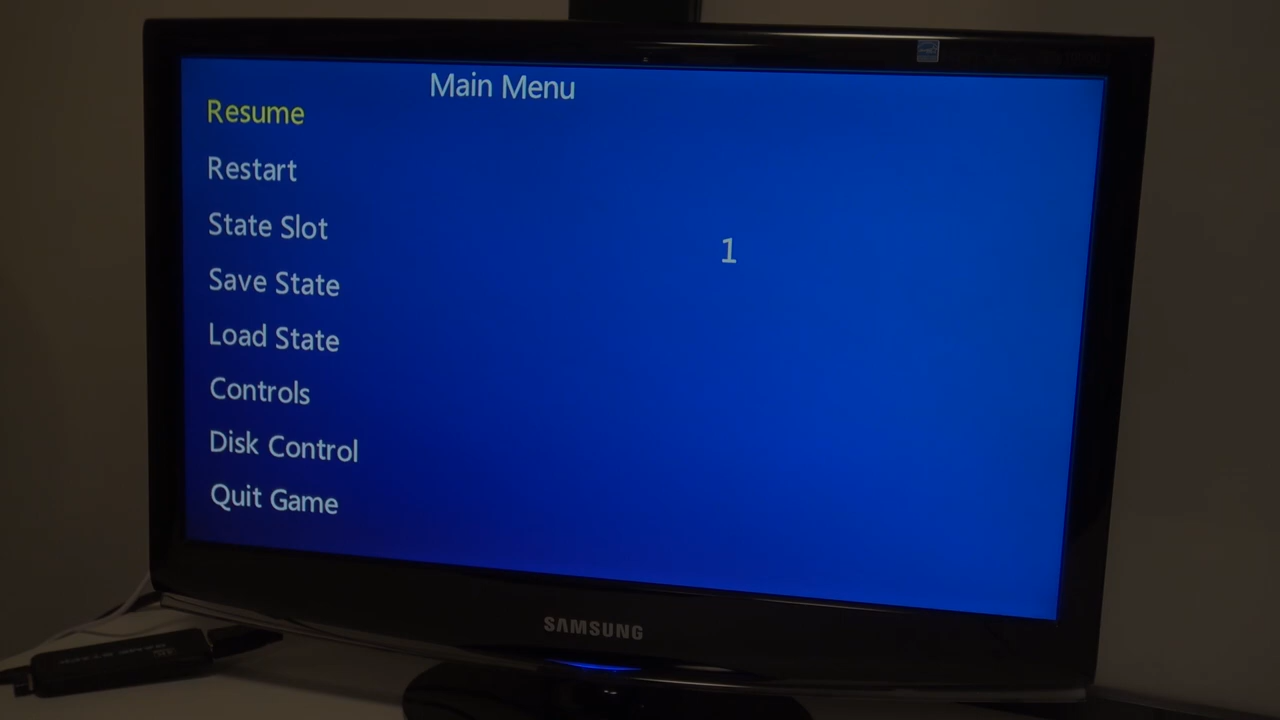 Main Menu
Resume
Restart
State Slot 1
Save State
Load State
Controls
Disk Control
Quit Game
SAMSUNG